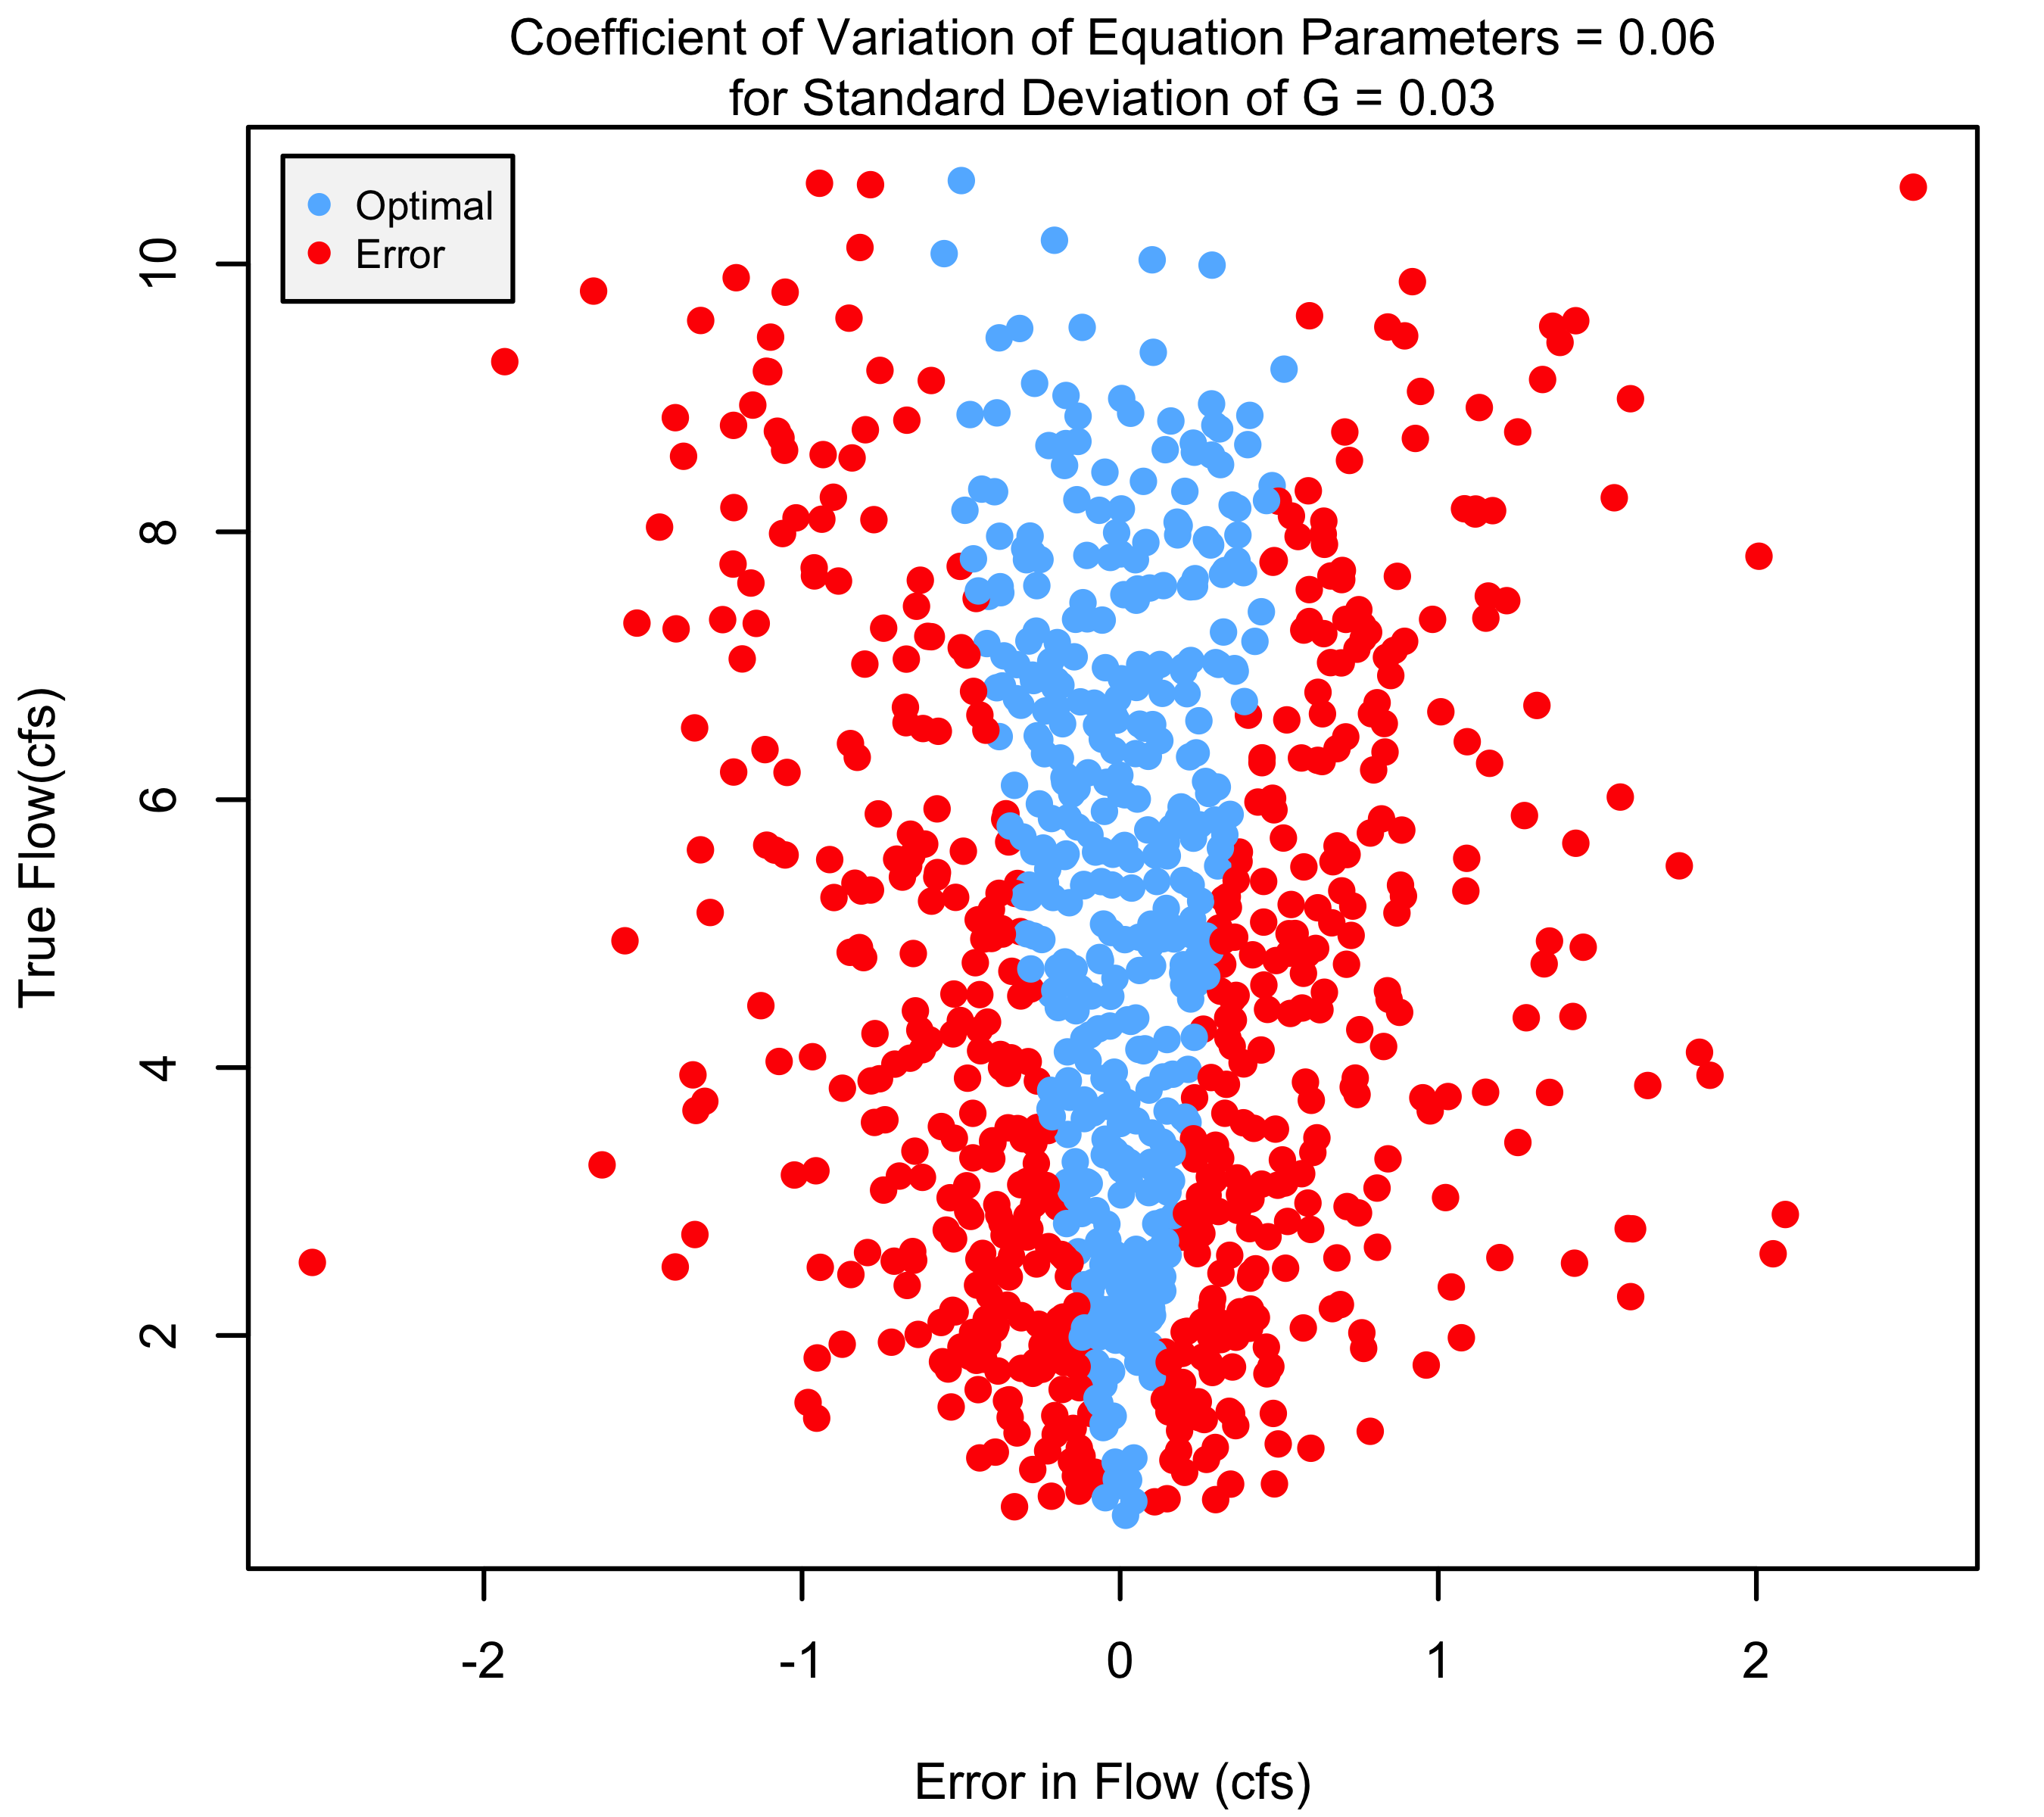 Coefficient of Variation of Equation Parameters = 0.06
for Standard Deviation of G = 0.03
Optimal
Error
True Flow(cfs)
10
8
6
4
2
-2 -1 0 1 2
Error in Flow (cfs)